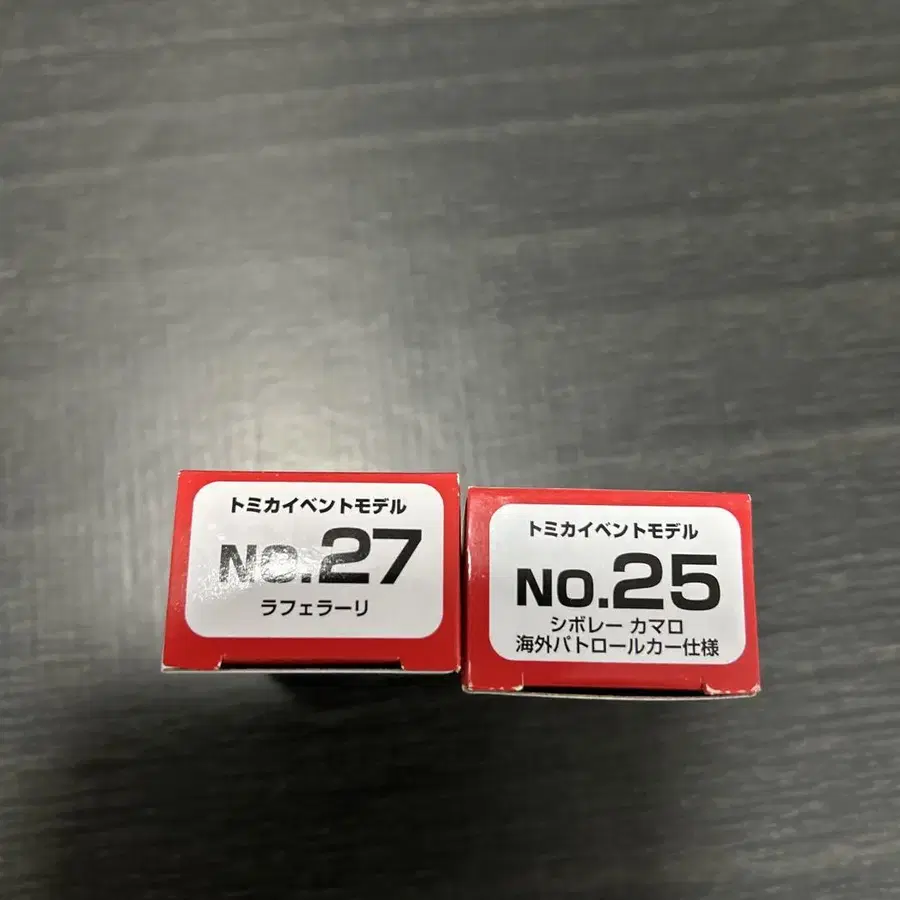 トミカイベントモデル
NO.27
ラフェラーリ
トミカイベントモデル
NO.25
シボレー カマロ
海外パトロールカー仕様